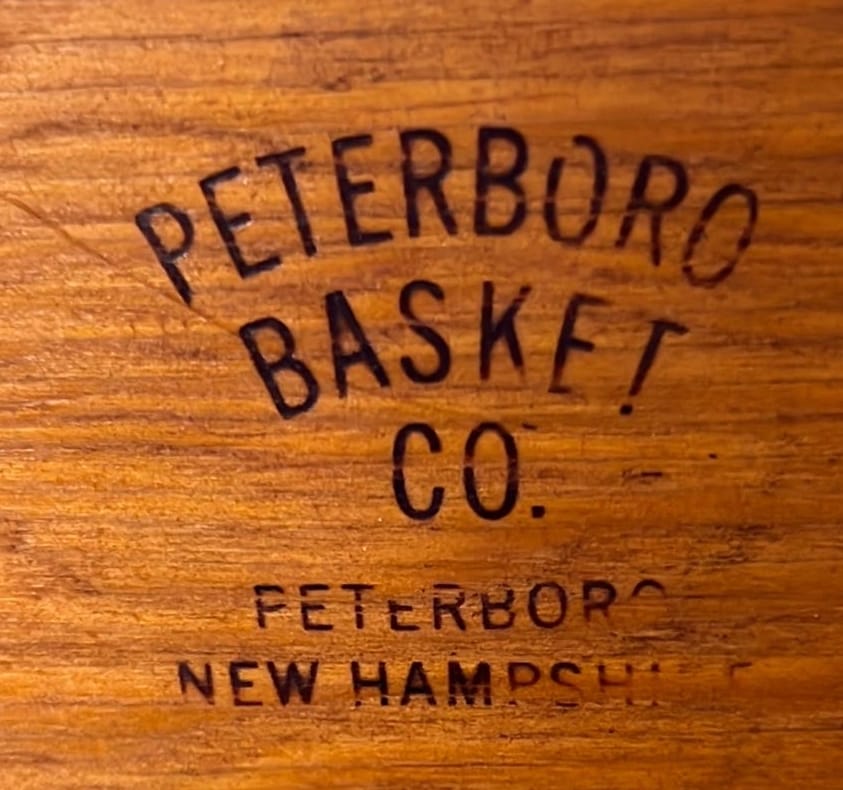 PETERBORO
BASKET
CO.
PETERBORO
NEW HAMPSHIRE